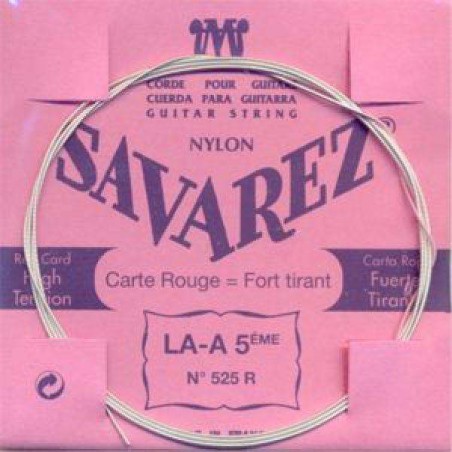 CORDE POUR GUITARE
CUERDA PARA GUITARRA
GUITAR STRING
NYLON
SAVAREZ®
Red Card
High
Tension
Carte Rouge = Fort tirant
Carta Roja
Fuerte
Tirant
LA-A 5ÈME
N° 525 R